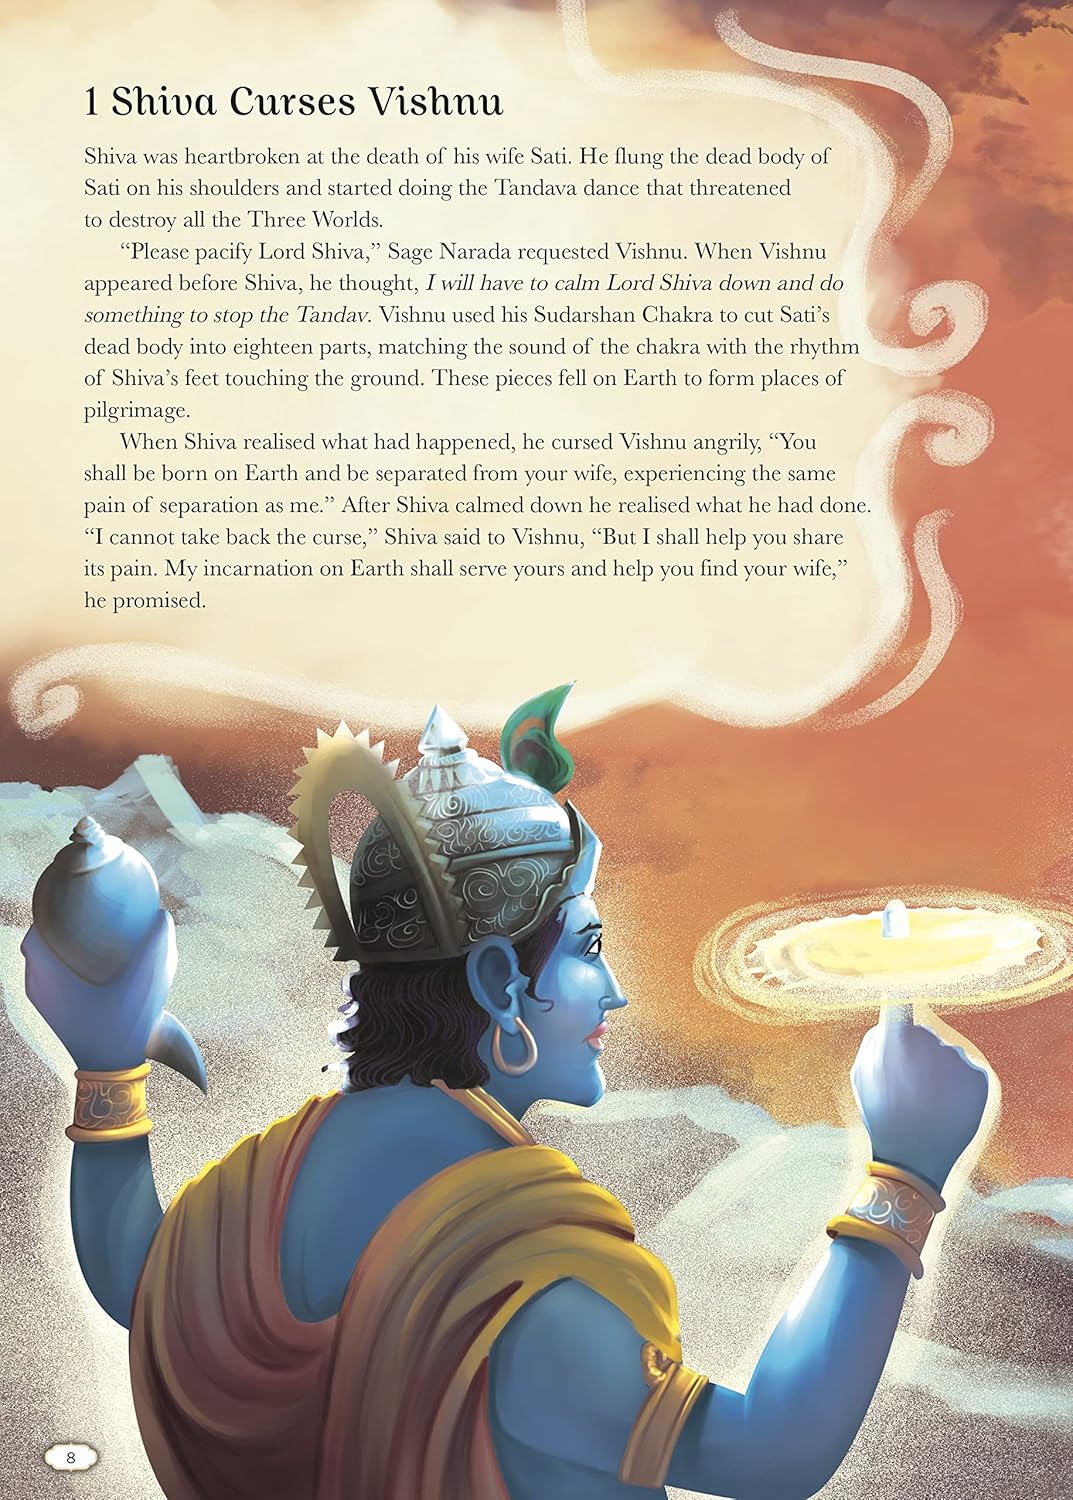 1 Shiva Curses Vishnu
Shiva was heartbroken at the death of his wife Sati. He flung the dead body of
Sati on his shoulders and started doing the Tandava dance that threatened
to destroy all the Three Worlds.
“Please pacify Lord Shiva,” Sage Narada requested Vishnu. When Vishnu
appeared before Shiva, he thought, I will have to calm Lord Shiva down and do
something to stop the Tandav. Vishnu used his Sudarshan Chakra to cut Sati’s
dead body into eighteen parts, matching the sound of the chakra with the rhythm
of Shiva’s feet touching the ground. These pieces fell on Earth to form places of
pilgrimage.
When Shiva realised what had happened, he cursed Vishnu angrily, “You
shall be born on Earth and be separated from your wife, experiencing the same
pain of separation as me.” After Shiva calmed down he realised what he had done.
“I cannot take back the curse,” Shiva said to Vishnu, “But I shall help you share
its pain. My incarnation on Earth shall serve yours and help you find your wife,”
he promised.
8